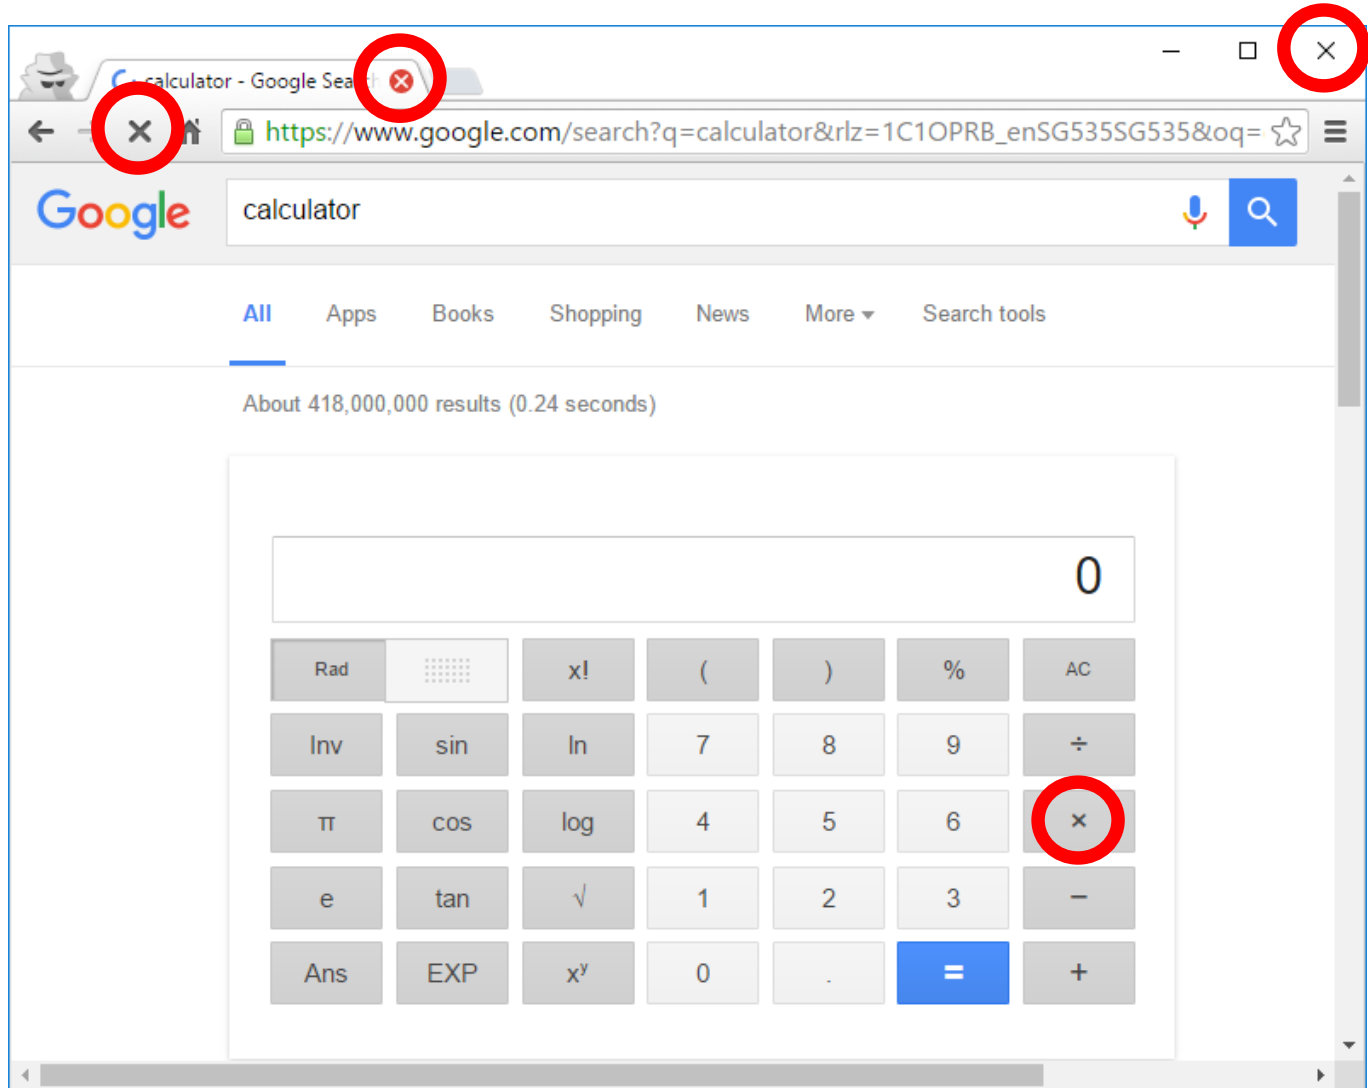 calculator - Google Search
https://www.google.com/search?q=calculator&rlz=1C1OPRB_enSG535SG535&oq=
Google calculator
All Apps Books Shopping News More Search tools
About 418,000,000 results (0.24 seconds)
0
Rad x! ( ) % AC
Inv sin ln 7 8 9 ÷
π cos log 4 5 6 ×
e tan √ 1 2 3 −
Ans EXP xʸ 0 . = +